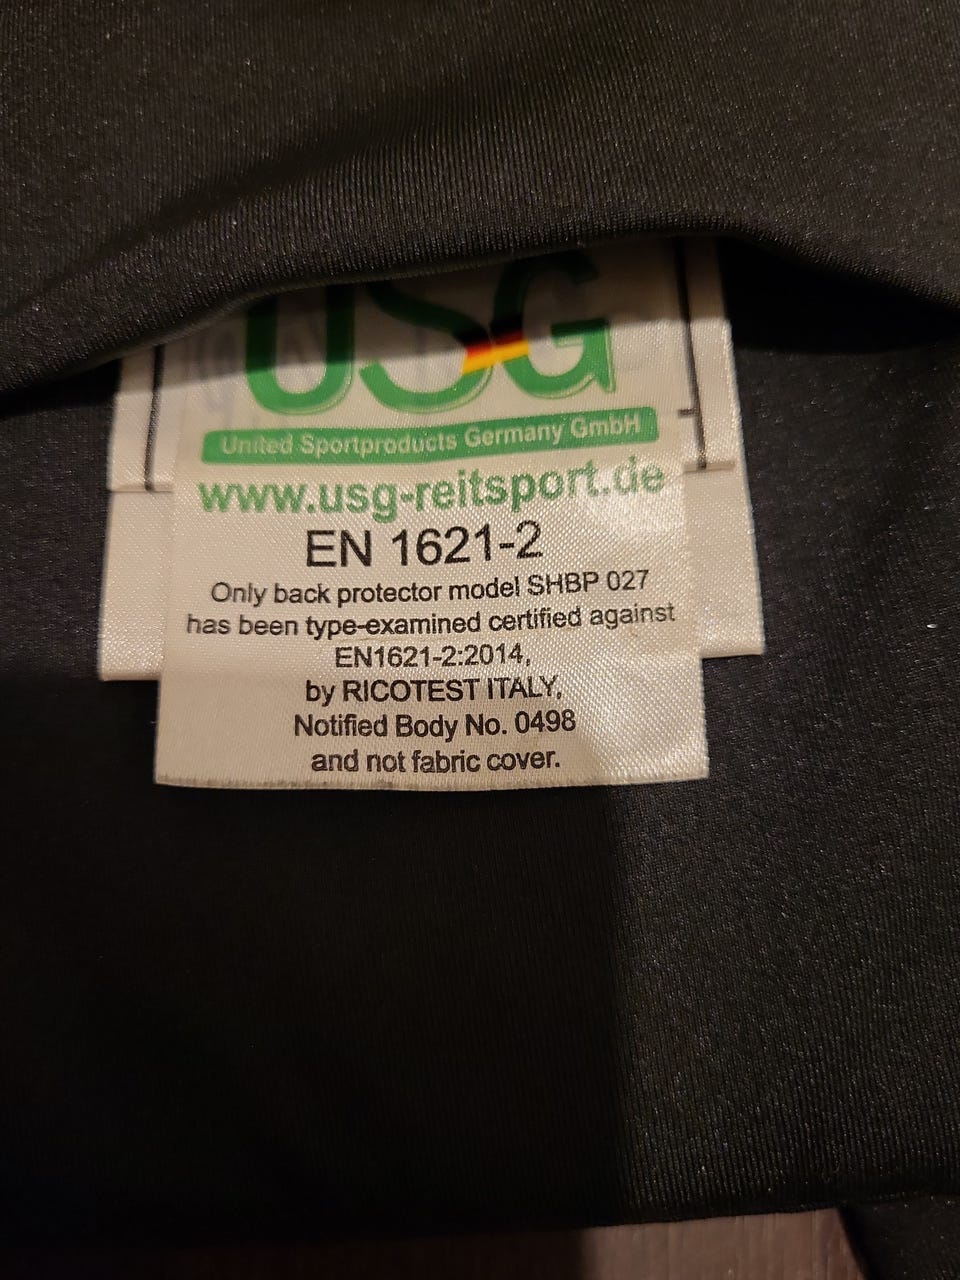 USG
United Sportproducts Germany GmbH
www.usg-reitsport.de
EN 1621-2
Only back protector model SHBP 027
has been type-examined certified against
EN1621-2:2014,
by RICOTEST ITALY,
Notified Body No. 0498
and not fabric cover.